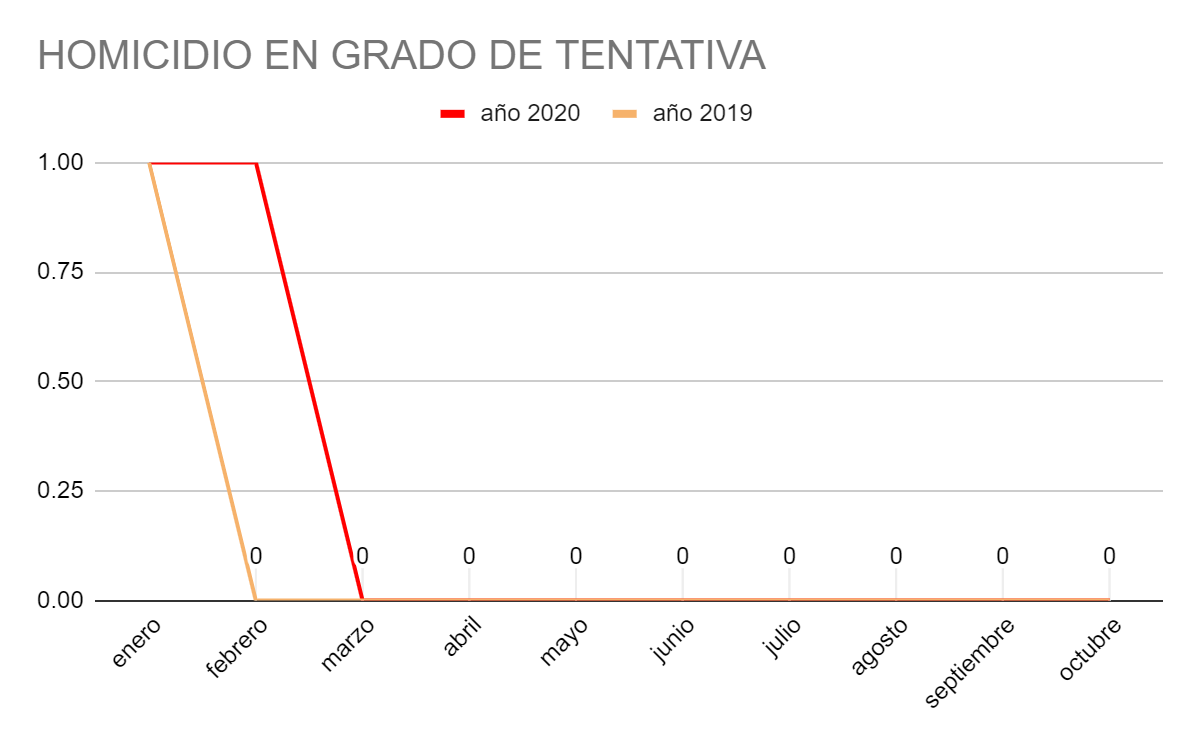 HOMICIDIO EN GRADO DE TENTATIVA
año 2020 año 2019
1.00
0.75
0.50
0.25
0 0 0 0 0 0 0 0 0
0.00
enero febrero marzo abril mayo junio julio agosto septiembre octubre